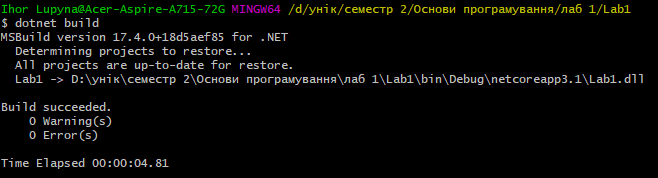 Ihor Lupyna@Acer-Aspire-A715-72G MINGW64 /d/унік/семестр 2/Основи програмування/лаб 1/Lab1
$ dotnet build
MSBuild version 17.4.0+18d5aef85 for .NET
  Determining projects to restore...
  All projects are up-to-date for restore.
  Lab1 -> D:\унік\семестр 2\Основи програмування\лаб 1\Lab1\bin\Debug\netcoreapp3.1\Lab1.dll
Build succeeded.
    0 Warning(s)
    0 Error(s)
Time Elapsed 00:00:04.81